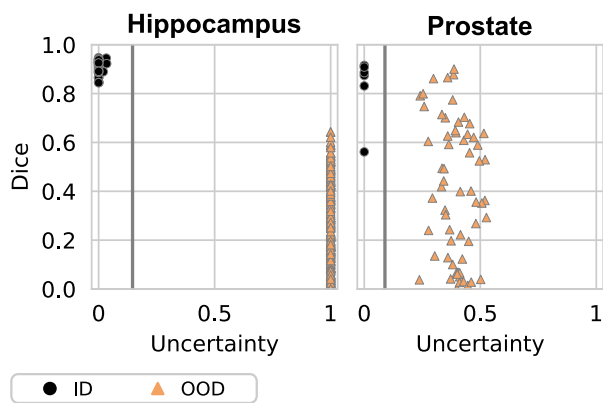 Hippocampus
Prostate
1.0
0.8
0.6
0.4
0.2
0.0
Dice
0 0.5 1
0 0.5 1
Uncertainty
Uncertainty
ID OOD